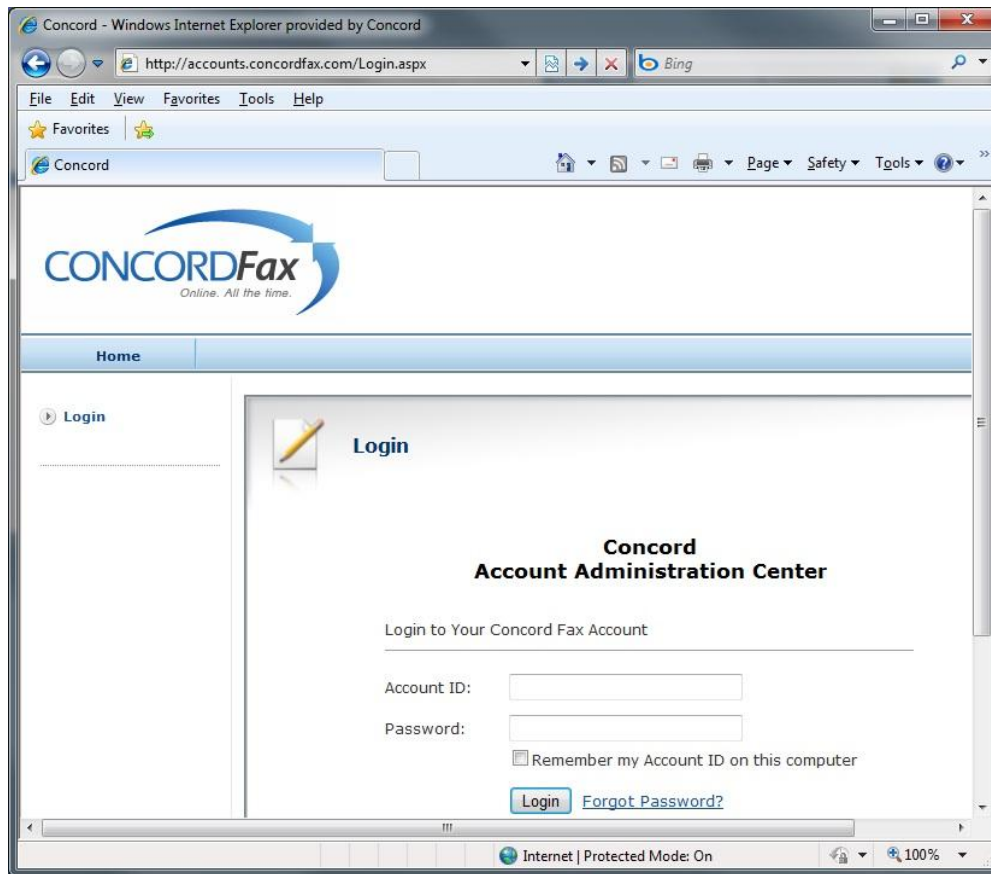 Concord - Windows Internet Explorer provided by Concord
http://accounts.concordfax.com/Login.aspx
Bing
File Edit View Favorites Tools Help
Favorites
Concord
Page Safety Tools
CONCORDFax
Online. All the time.
Home
Login
Login
Concord
Account Administration Center
Login to Your Concord Fax Account
Account ID:
Password:
Remember my Account ID on this computer
Login Forgot Password?
Internet | Protected Mode: On
100%